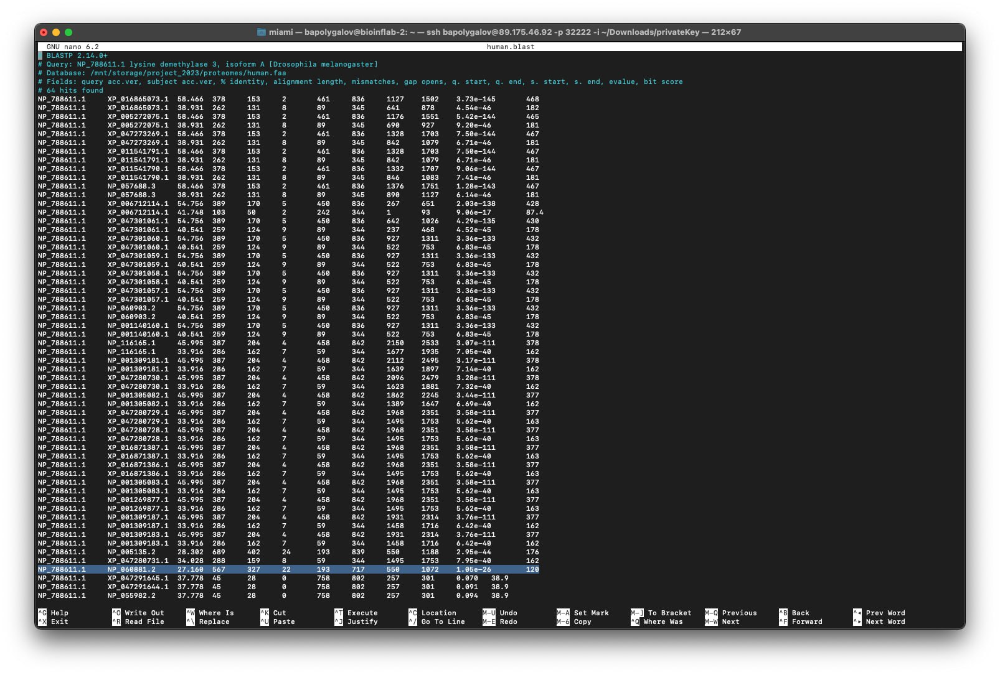 miami — bapolygalov@bioinflab-2: ~ — ssh bapolygalov@89.175.46.92 -p 32222 -i ~/Downloads/privateKey — 212×67
GNU nano 6.2 human.blast
BLASTP 2.14.0+
# Query: NP_788611.1 lysine demethylase 3, isoform A [Drosophila melanogaster]
# Database: /mnt/storage/project_2023/proteomes/human.faa
# Fields: query acc.ver, subject acc.ver, % identity, alignment length, mismatches, gap opens, q. start, q. end, s. start, s. end, evalue, bit score
# 64 hits found
NP_788611.1 XP_016865073.1 58.466 378 153 2 461 836 1127 1502 3.73e-145 468
NP_788611.1 XP_016865073.1 38.931 262 131 8 89 345 641 878 4.54e-46 182
NP_788611.1 XP_005272075.1 58.466 378 153 2 461 836 1176 1551 5.42e-144 465
NP_788611.1 XP_005272075.1 38.931 262 131 8 89 345 690 927 9.20e-46 181
NP_788611.1 XP_047273269.1 58.466 378 153 2 461 836 1328 1703 7.50e-144 467
NP_788611.1 XP_047273269.1 38.931 262 131 8 89 345 842 1079 6.71e-46 181
NP_788611.1 XP_011541791.1 58.466 378 153 2 461 836 1328 1703 7.50e-144 467
NP_788611.1 XP_011541791.1 38.931 262 131 8 89 345 842 1079 6.71e-46 181
NP_788611.1 XP_011541790.1 58.466 378 153 2 461 836 1332 1707 9.06e-144 467
NP_788611.1 XP_011541790.1 38.931 262 131 8 89 345 846 1083 7.41e-46 181
NP_788611.1 NP_057688.3 58.466 378 153 2 461 836 1376 1751 1.28e-143 467
NP_788611.1 NP_057688.3 38.931 262 131 8 89 345 890 1127 6.14e-46 181
NP_788611.1 XP_006712114.1 54.756 389 170 5 450 836 267 651 2.03e-138 428
NP_788611.1 XP_006712114.1 41.748 103 50 2 242 344 1 93 9.06e-17 87.4
NP_788611.1 XP_047301061.1 54.756 389 170 5 450 836 642 1026 4.29e-135 430
NP_788611.1 XP_047301061.1 40.541 259 124 9 89 344 237 468 4.52e-45 178
NP_788611.1 XP_047301060.1 54.756 389 170 5 450 836 927 1311 3.36e-133 432
NP_788611.1 XP_047301060.1 40.541 259 124 9 89 344 522 753 6.83e-45 178
NP_788611.1 XP_047301059.1 54.756 389 170 5 450 836 927 1311 3.36e-133 432
NP_788611.1 XP_047301059.1 40.541 259 124 9 89 344 522 753 6.83e-45 178
NP_788611.1 XP_047301058.1 54.756 389 170 5 450 836 927 1311 3.36e-133 432
NP_788611.1 XP_047301058.1 40.541 259 124 9 89 344 522 753 6.83e-45 178
NP_788611.1 XP_047301057.1 54.756 389 170 5 450 836 927 1311 3.36e-133 432
NP_788611.1 XP_047301057.1 40.541 259 124 9 89 344 522 753 6.83e-45 178
NP_788611.1 NP_060903.2 54.756 389 170 5 450 836 927 1311 3.36e-133 432
NP_788611.1 NP_060903.2 40.541 259 124 9 89 344 522 753 6.83e-45 178
NP_788611.1 NP_001140160.1 54.756 389 170 5 450 836 927 1311 3.36e-133 432
NP_788611.1 NP_001140160.1 40.541 259 124 9 89 344 522 753 6.83e-45 178
NP_788611.1 NP_116165.1 45.995 387 204 4 458 842 2150 2533 3.07e-111 378
NP_788611.1 NP_116165.1 33.916 286 162 7 59 344 1677 1935 7.05e-40 162
NP_788611.1 NP_001309181.1 45.995 387 204 4 458 842 2112 2495 3.17e-111 378
NP_788611.1 NP_001309181.1 33.916 286 162 7 59 344 1639 1897 7.14e-40 162
NP_788611.1 XP_047280730.1 45.995 387 204 4 458 842 2096 2479 3.28e-111 378
NP_788611.1 XP_047280730.1 33.916 286 162 7 59 344 1623 1881 7.32e-40 162
NP_788611.1 NP_001305082.1 45.995 387 204 4 458 842 1862 2245 3.44e-111 377
NP_788611.1 NP_001305082.1 33.916 286 162 7 59 344 1389 1647 6.69e-40 162
NP_788611.1 XP_047280729.1 45.995 387 204 4 458 842 1968 2351 3.58e-111 377
NP_788611.1 XP_047280729.1 33.916 286 162 7 59 344 1495 1753 5.62e-40 163
NP_788611.1 XP_047280728.1 45.995 387 204 4 458 842 1968 2351 3.58e-111 377
NP_788611.1 XP_047280728.1 33.916 286 162 7 59 344 1495 1753 5.62e-40 163
NP_788611.1 XP_016871387.1 45.995 387 204 4 458 842 1968 2351 3.58e-111 377
NP_788611.1 XP_016871387.1 33.916 286 162 7 59 344 1495 1753 5.62e-40 163
NP_788611.1 XP_016871386.1 45.995 387 204 4 458 842 1968 2351 3.58e-111 377
NP_788611.1 XP_016871386.1 33.916 286 162 7 59 344 1495 1753 5.62e-40 163
NP_788611.1 NP_001305083.1 45.995 387 204 4 458 842 1968 2351 3.58e-111 377
NP_788611.1 NP_001305083.1 33.916 286 162 7 59 344 1495 1753 5.62e-40 163
NP_788611.1 NP_001269877.1 45.995 387 204 4 458 842 1968 2351 3.58e-111 377
NP_788611.1 NP_001269877.1 33.916 286 162 7 59 344 1495 1753 5.62e-40 163
NP_788611.1 NP_001309187.1 45.995 387 204 4 458 842 1931 2314 3.76e-111 377
NP_788611.1 NP_001309187.1 33.916 286 162 7 59 344 1458 1716 6.42e-40 162
NP_788611.1 NP_001309183.1 45.995 387 204 4 458 842 1931 2314 3.76e-111 377
NP_788611.1 NP_001309183.1 33.916 286 162 7 59 344 1458 1716 6.42e-40 162
NP_788611.1 NP_005135.2 28.302 689 402 24 193 839 550 1188 2.95e-44 176
NP_788611.1 XP_047280731.1 34.028 288 159 8 59 344 1495 1753 7.95e-40 162
NP_788611.1 NP_060881.2 27.160 567 327 22 193 717 550 1072 1.05e-26 120
NP_788611.1 XP_047291645.1 37.778 45 28 0 758 802 257 301 0.070 38.9
NP_788611.1 XP_047291644.1 37.778 45 28 0 758 802 257 301 0.091 38.9
NP_788611.1 NP_055982.2 37.778 45 28 0 758 802 257 301 0.094 38.9
^G Help ^O Write Out ^W Where Is ^K Cut ^T Execute ^C Location M-U Undo M-A Set Mark M-] To Bracket M-Q Previous ^B Back ^◂ Prev Word
^X Exit ^R Read File ^\ Replace ^U Paste ^J Justify ^/ Go To Line M-E Redo M-6 Copy ^Q Where Was M-W Next ^F Forward ^▸ Next Word